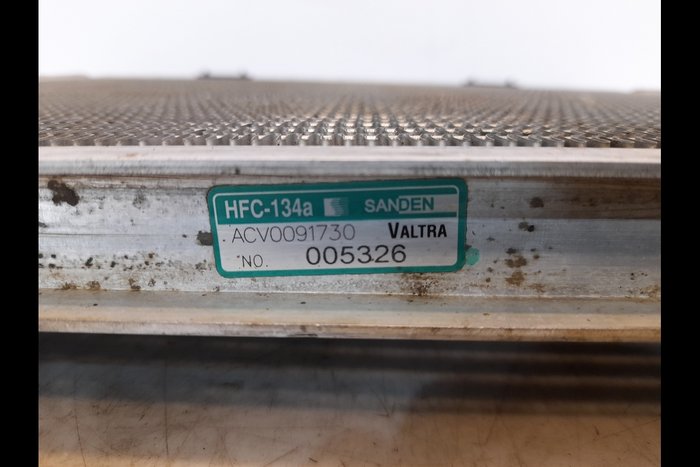 HFC-134a SANDEN
ACV0091730 VALTRA
NO. 005326